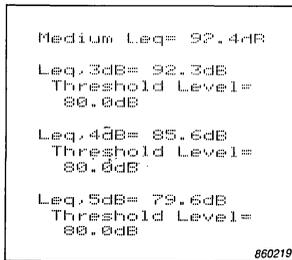 Medium Leq= 92.4dB
Leq,3dB= 92.3dB
Threshold Level=
80.0dB
Leq,4dB= 85.6dB
Threshold Level=
80.0dB
Leq,5dB= 79.6dB
Threshold Level=
80.0dB
860219